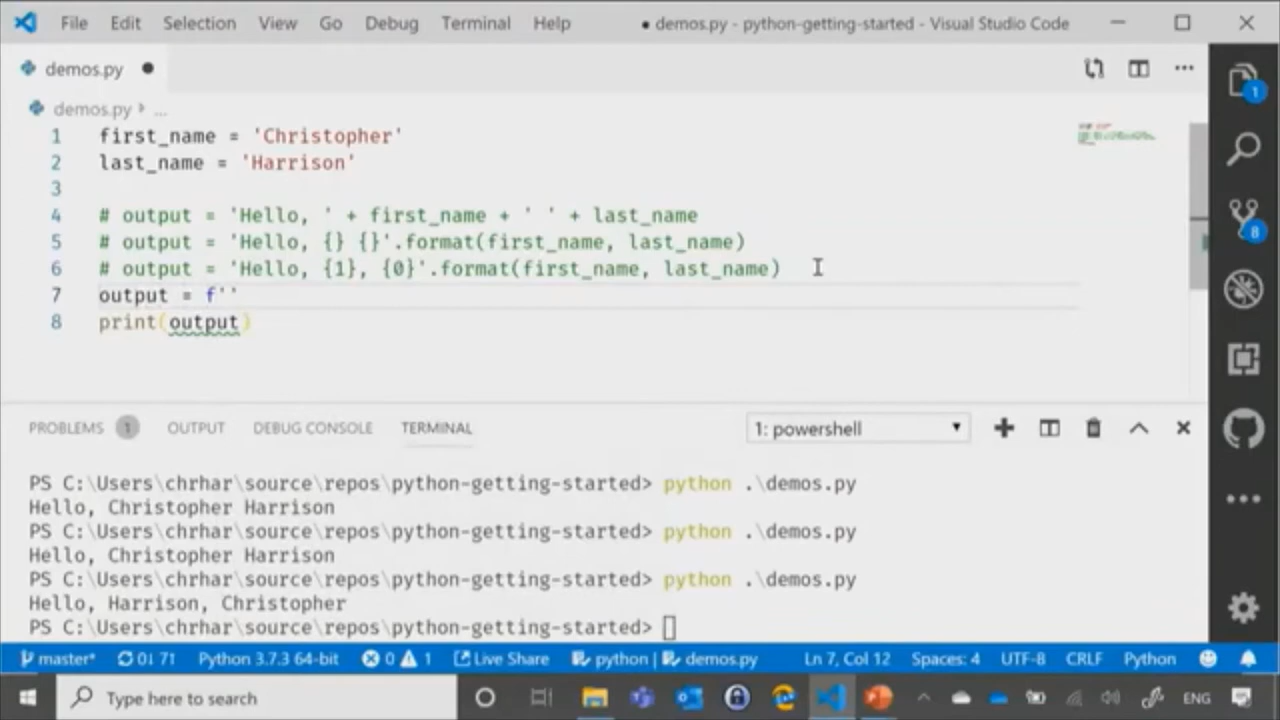 File Edit Selection View Go Debug Terminal Help ● demos.py - python-getting-started - Visual Studio Code
demos.py ●
demos.py ...
1 first_name = 'Christopher'
2 last_name = 'Harrison'
3
4 # output = 'Hello, ' + first_name + ' ' + last_name
5 # output = 'Hello, {} {}'.format(first_name, last_name)
6 # output = 'Hello, {1}, {0}'.format(first_name, last_name)
7 output = f''
8 print(output)
1
8
PROBLEMS 1 OUTPUT DEBUG CONSOLE TERMINAL 1: powershell
PS C:\Users\chrhar\source\repos\python-getting-started> python .\demos.py
Hello, Christopher Harrison
PS C:\Users\chrhar\source\repos\python-getting-started> python .\demos.py
Hello, Christopher Harrison
PS C:\Users\chrhar\source\repos\python-getting-started> python .\demos.py
Hello, Harrison, Christopher
PS C:\Users\chrhar\source\repos\python-getting-started>
master* 0↓ 7↑ Python 3.7.3 64-bit 0 1 Live Share python | demos.py Ln 7, Col 12 Spaces: 4 UTF-8 CRLF Python
Type here to search ENG